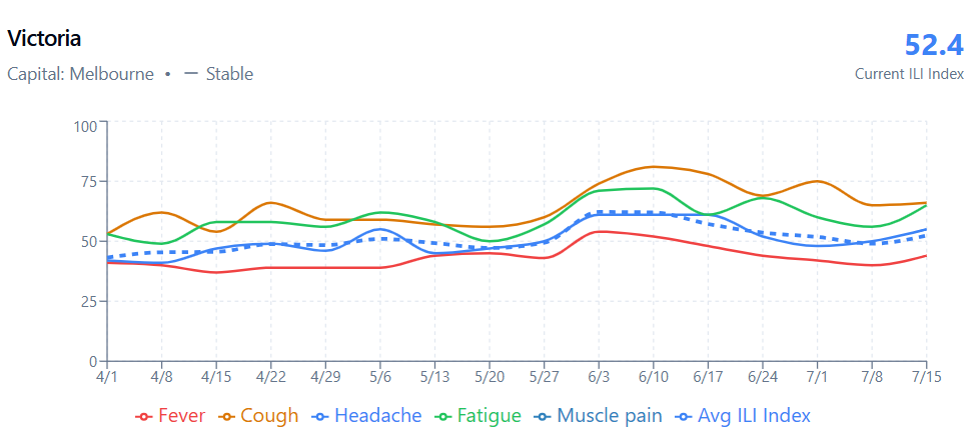 Victoria
52.4
Capital: Melbourne • — Stable
Current ILI Index
100
75
50
25
0
4/1 4/8 4/15 4/22 4/29 5/6 5/13 5/20 5/27 6/3 6/10 6/17 6/24 7/1 7/8 7/15
Fever Cough Headache Fatigue Muscle pain Avg ILI Index